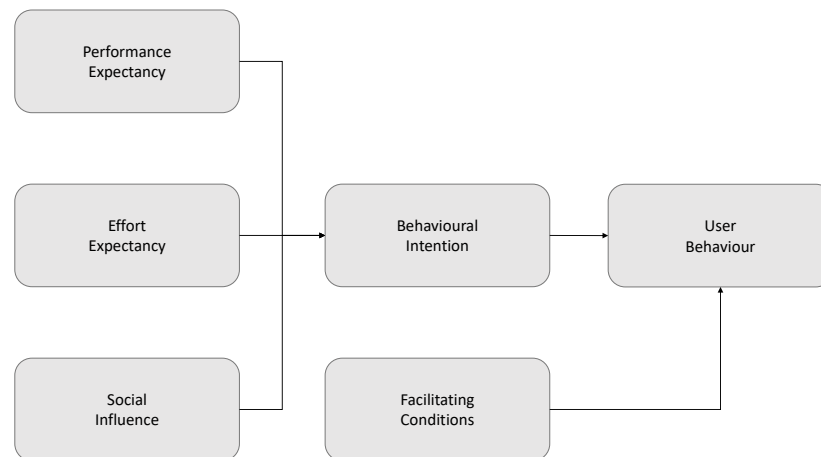 Performance
Expectancy
Effort
Expectancy
Behavioural
Intention
User
Behaviour
Social
Influence
Facilitating
Conditions